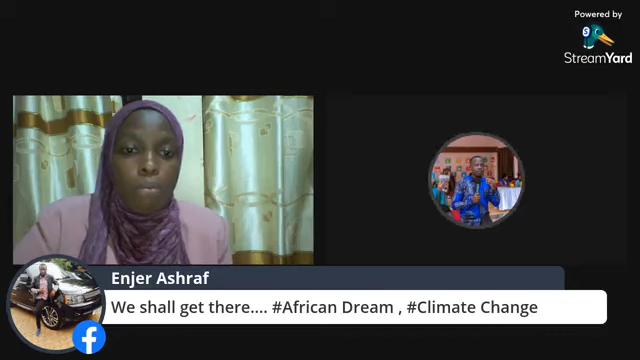 Powered by
StreamYard
Enjer Ashraf
We shall get there.... #African Dream , #Climate Change